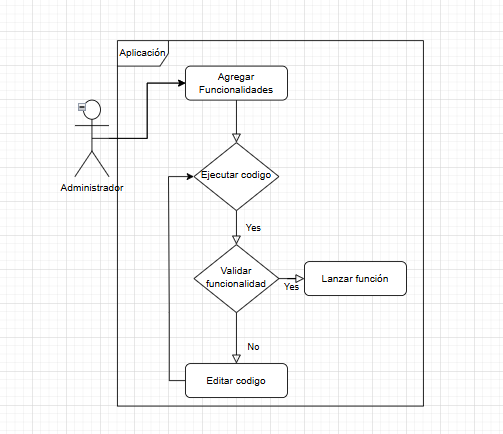 Aplicación
Agregar
Funcionalidades
Administrador
Ejecutar codigo
Yes
Validar
funcionalidad
Yes
Lanzar función
No
Editar codigo